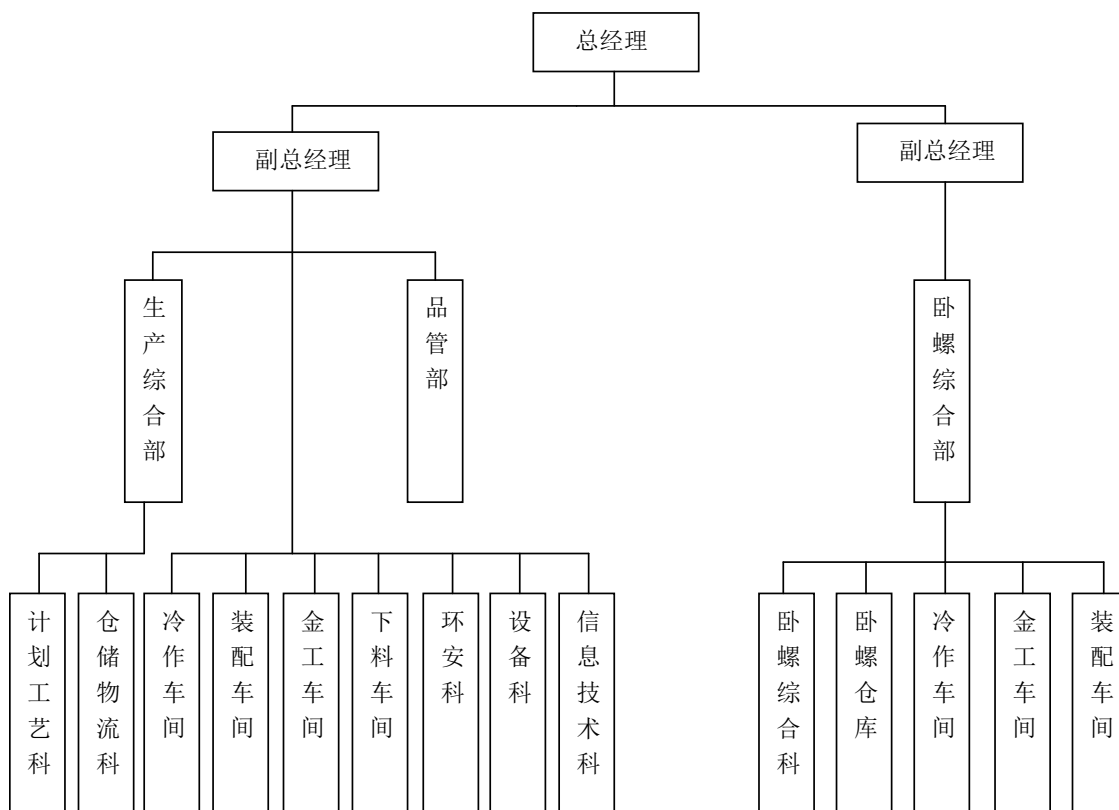 总经理
副总经理
副总经理
生产综合部
品管部
卧螺综合部
计划工艺科
仓储物流科
冷作车间
装配车间
金工车间
下料车间
环安科
设备科
信息技术科
卧螺综合科
卧螺仓库
冷作车间
金工车间
装配车间